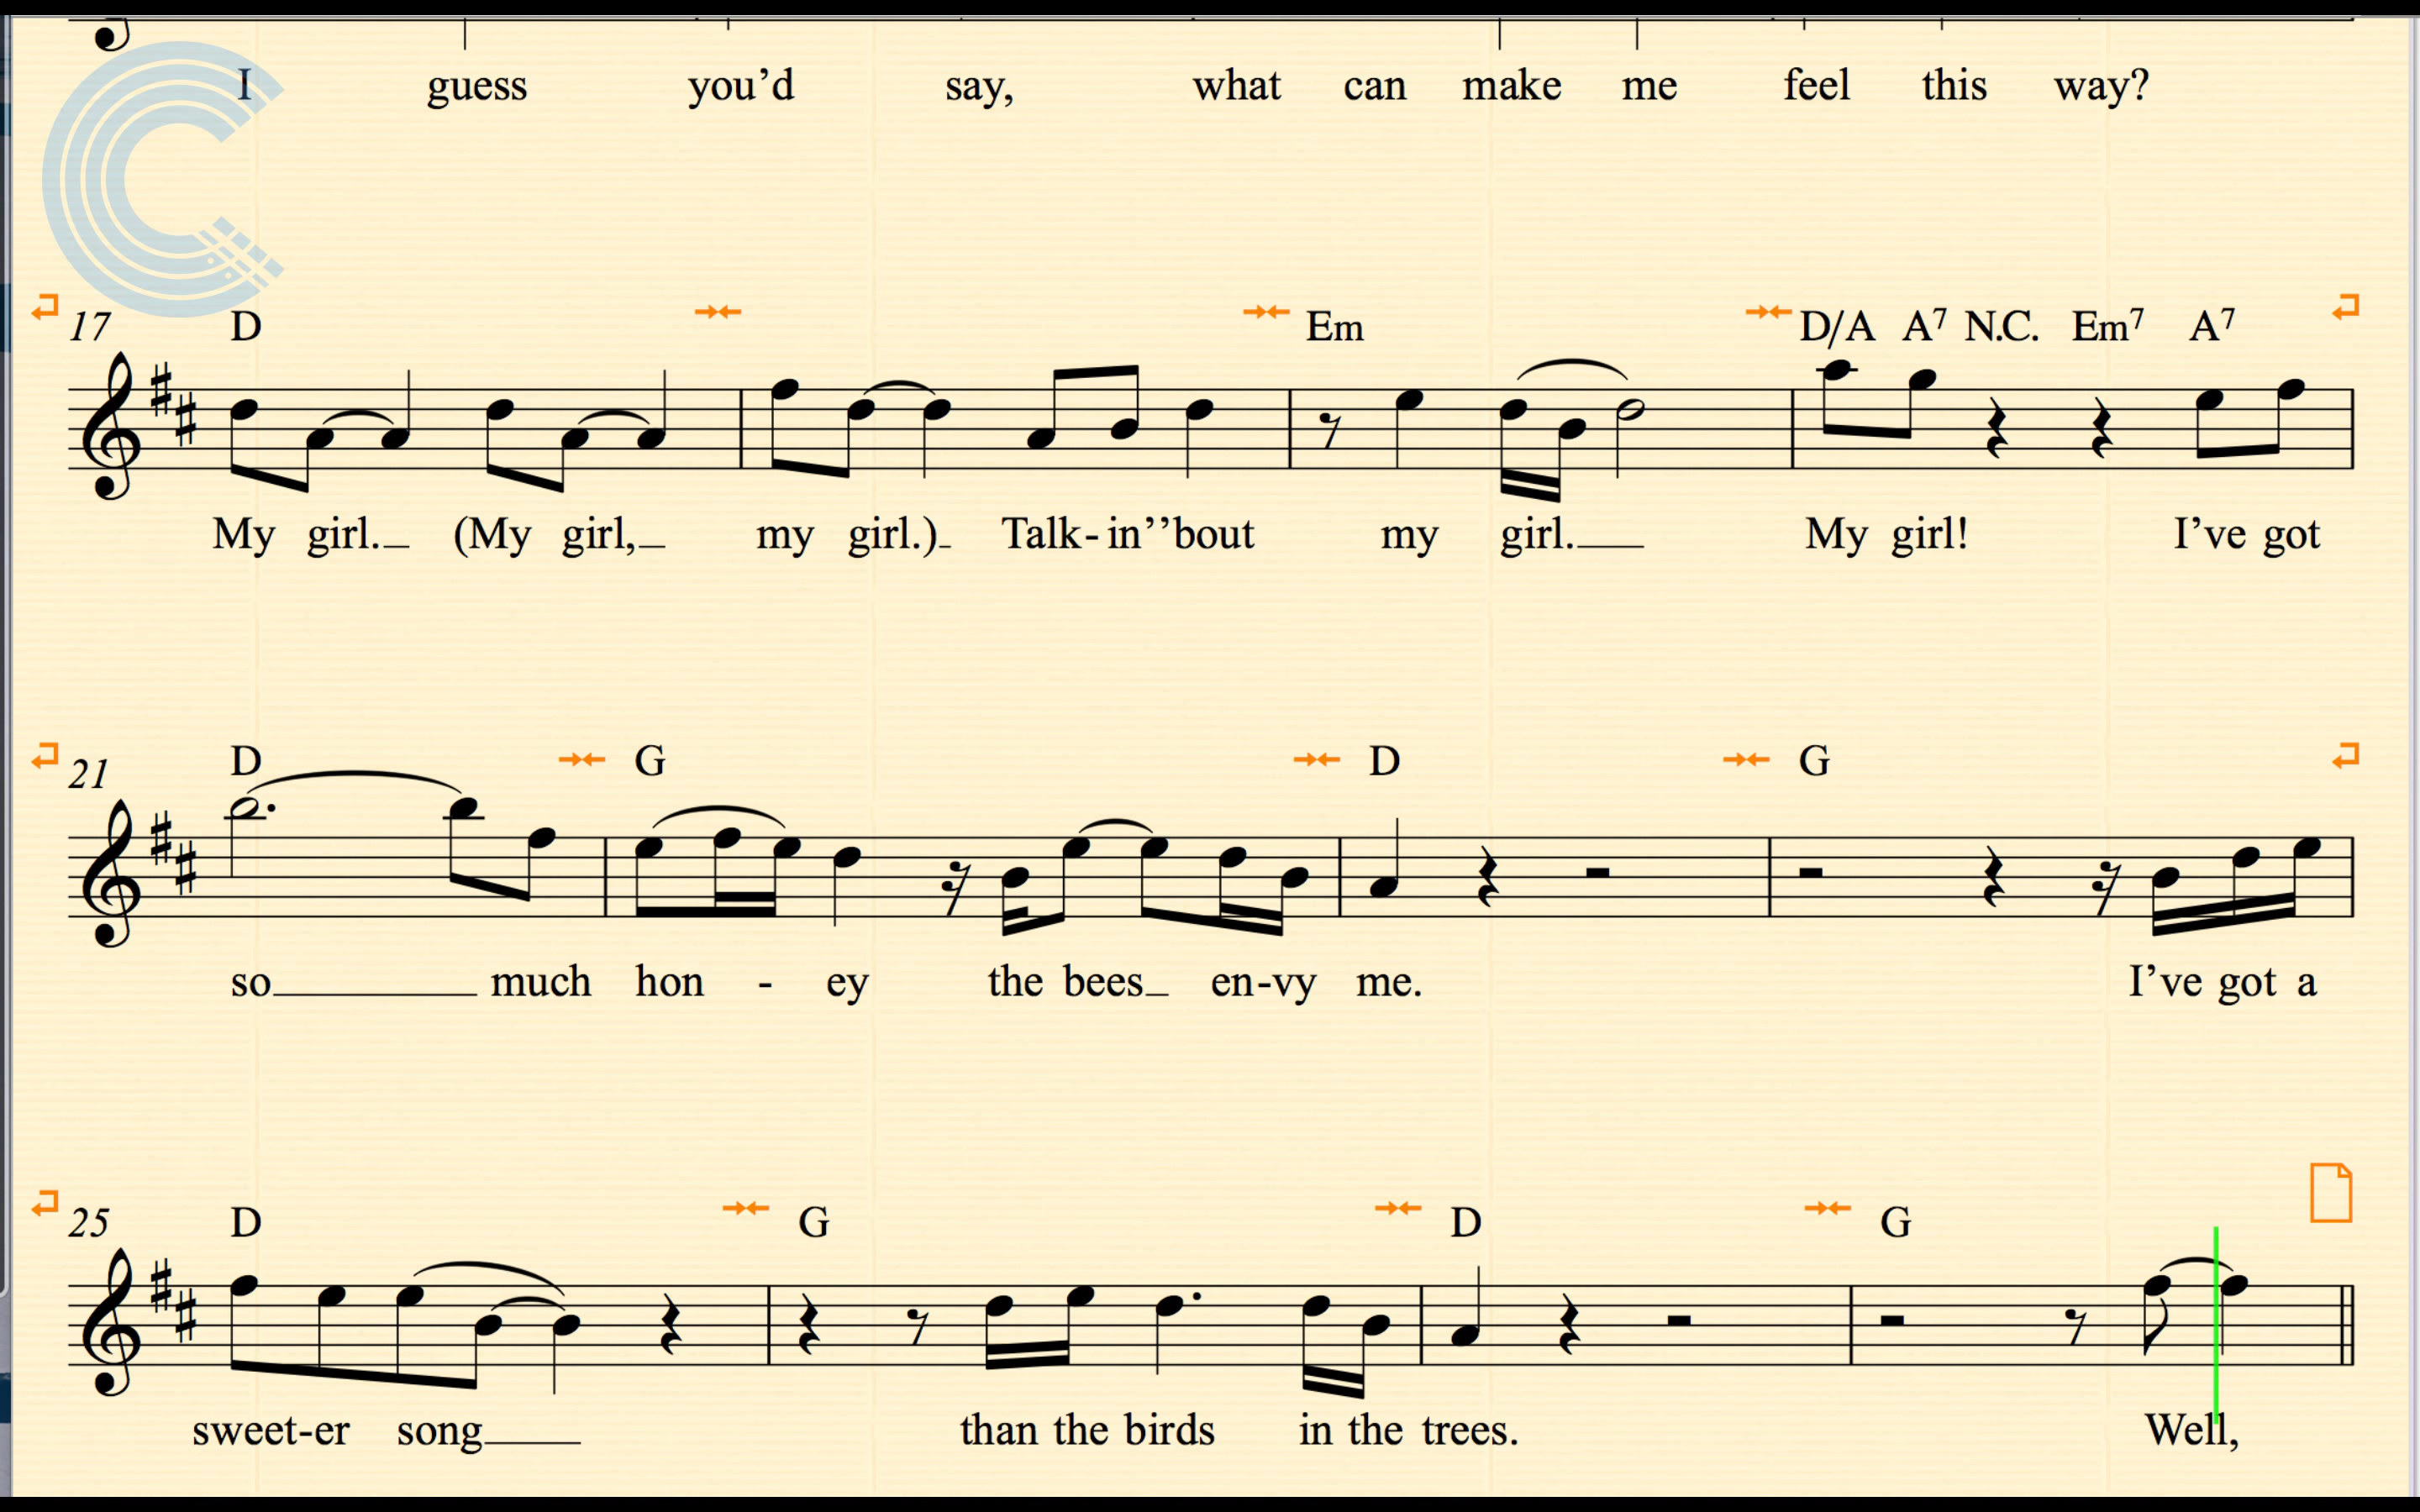 I guess you’d say, what can make me feel this way?
17 D Em D/A A7 N.C. Em7 A7
My girl. (My girl, my girl.) Talk-in’’bout my girl. My girl! I’ve got
21 D G D G
so much hon - ey the bees en-vy me. I’ve got a
25 D G D G
sweet-er song than the birds in the trees. Well,